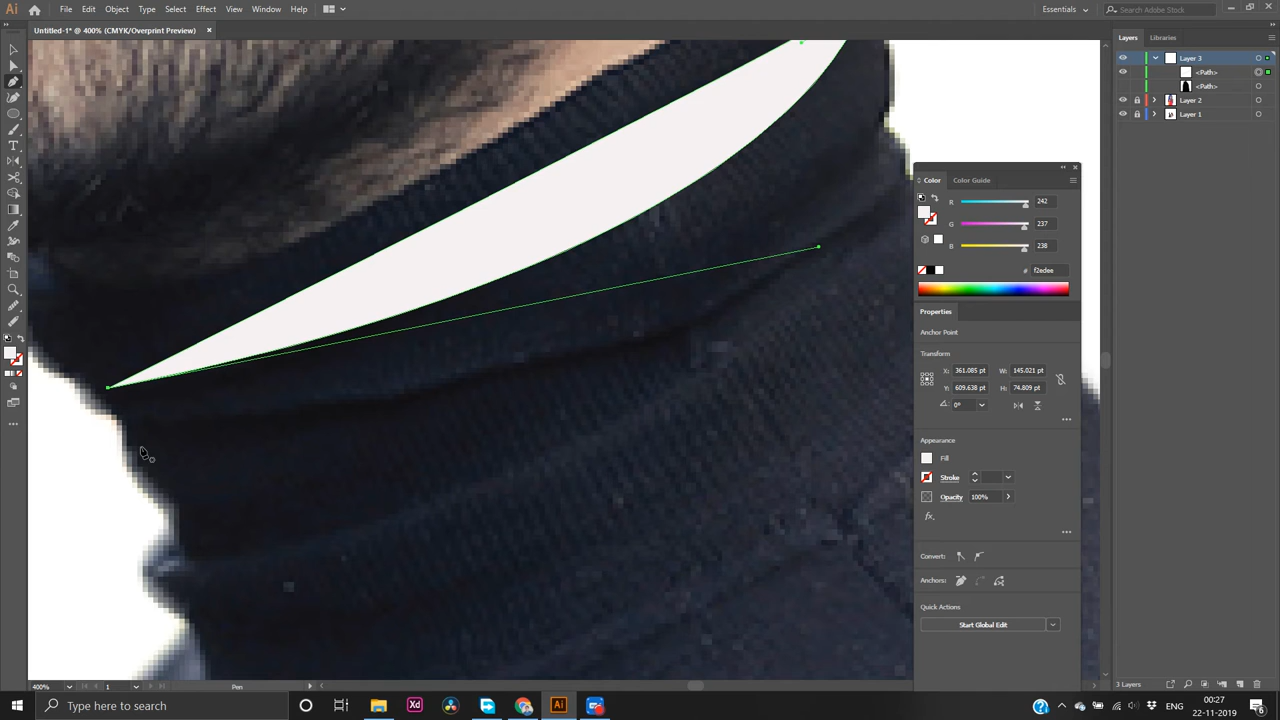 Ai File Edit Object Type Select Effect View Window Help Essentials Search Adobe Stock
Untitled-1* @ 400% (CMYK/Overprint Preview) ×
Layers Libraries
Layer 3
<Path>
<Path>
Layer 2
Layer 1
Color Color Guide
R 242
G 237
B 238
# f2edee
Properties
Anchor Point
Transform
X: 361.085 pt W: 145.021 pt
Y: 609.638 pt H: 74.809 pt
0°
Appearance
Fill
Stroke
Opacity 100%
fx.
Convert:
Anchors:
Quick Actions
Start Global Edit
400% 1 Pen 3 Layers
Type here to search Xd Ai ENG 00:27
22-11-2019 6